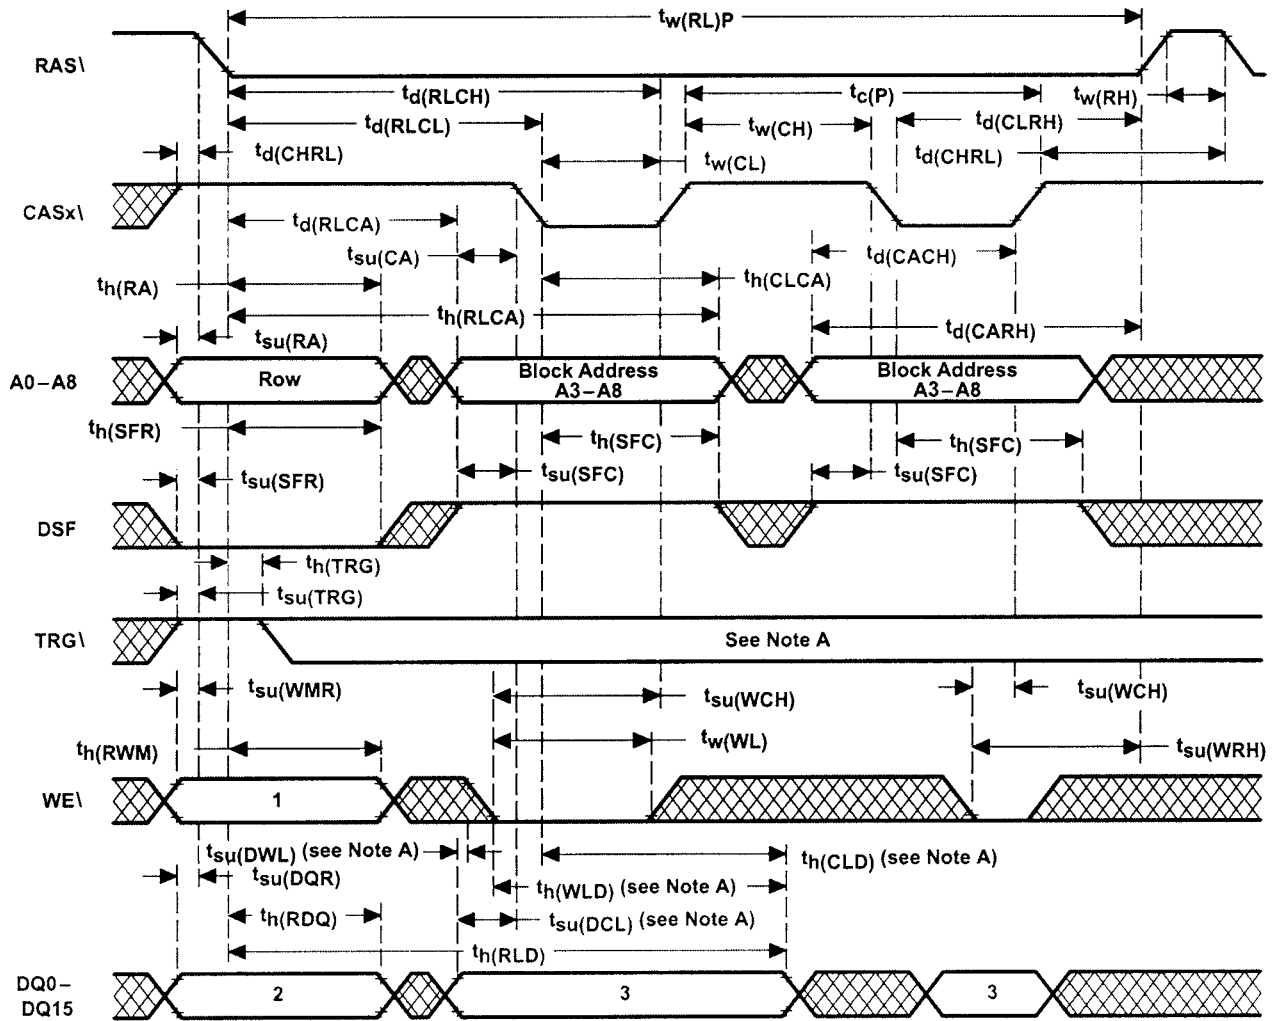 tw(RL)P
RAS\
td(RLCH)
tc(P)
tw(RH)
td(RLCL)
tw(CH)
td(CLRH)
td(CHRL)
tw(CL)
td(CHRL)
CASx\
td(RLCA)
tsu(CA)
td(CACH)
th(RA)
th(CLCA)
th(RLCA)
tsu(RA)
td(CARH)
A0–A8
Row
Block Address
A3–A8
Block Address
A3–A8
th(SFR)
th(SFC)
th(SFC)
tsu(SFR)
tsu(SFC)
tsu(SFC)
DSF
th(TRG)
tsu(TRG)
TRG\
See Note A
tsu(WMR)
tsu(WCH)
tsu(WCH)
th(RWM)
tw(WL)
tsu(WRH)
WE\
1
tsu(DWL) (see Note A)
th(CLD) (see Note A)
tsu(DQR)
th(WLD) (see Note A)
th(RDQ)
tsu(DCL) (see Note A)
th(RLD)
DQ0–
DQ15
2
3
3